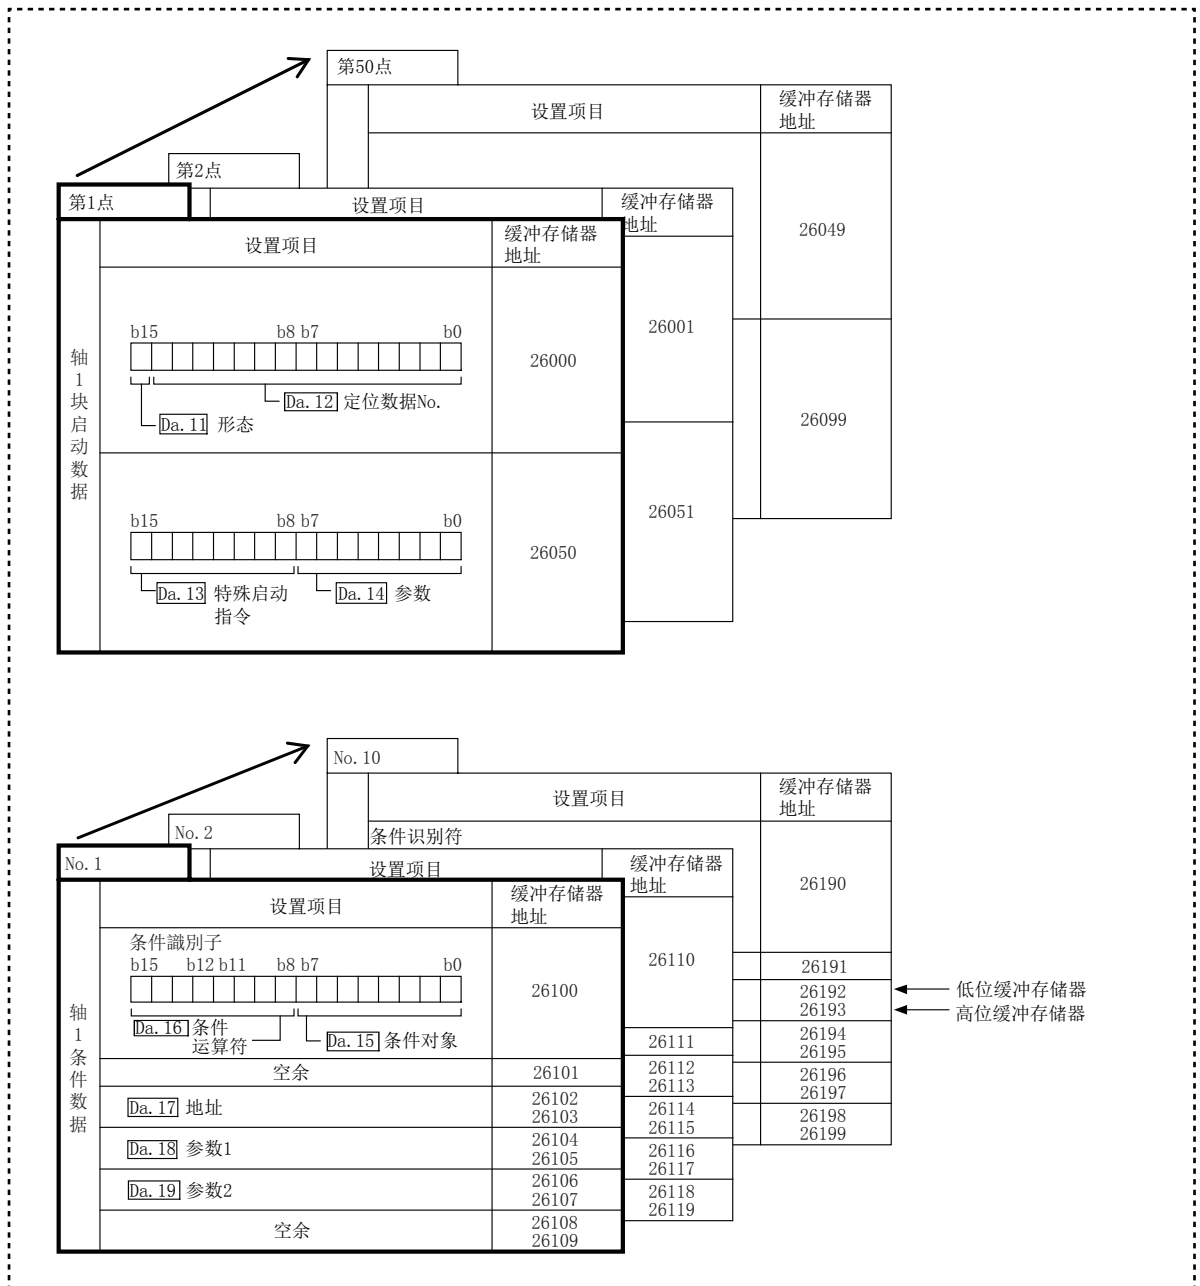 第50点
设置项目
缓冲存储器
地址
26049
26099
第2点
设置项目
缓冲存储器
地址
26001
26051
第1点
轴1块启动数据
设置项目
缓冲存储器
地址
b15 b8 b7 b0
Da.12 定位数据No.
Da.11 形态
26000
b15 b8 b7 b0
Da.13 特殊启动
指令
Da.14 参数
26050
No.10
设置项目
缓冲存储器
地址
条件识别符
26190
26191
26192
26193
26194
26195
26196
26197
26198
26199
低位缓冲存储器
高位缓冲存储器
No.2
设置项目
缓冲存储器
地址
26110
26111
26112
26113
26114
26115
26116
26117
26118
26119
No.1
轴1条件数据
设置项目
缓冲存储器
地址
条件識別子
b15 b12 b11 b8 b7 b0
Da.16 条件
运算符
Da.15 条件对象
26100
空余
26101
Da.17 地址
26102
26103
Da.18 参数1
26104
26105
Da.19 参数2
26106
26107
空余
26108
26109